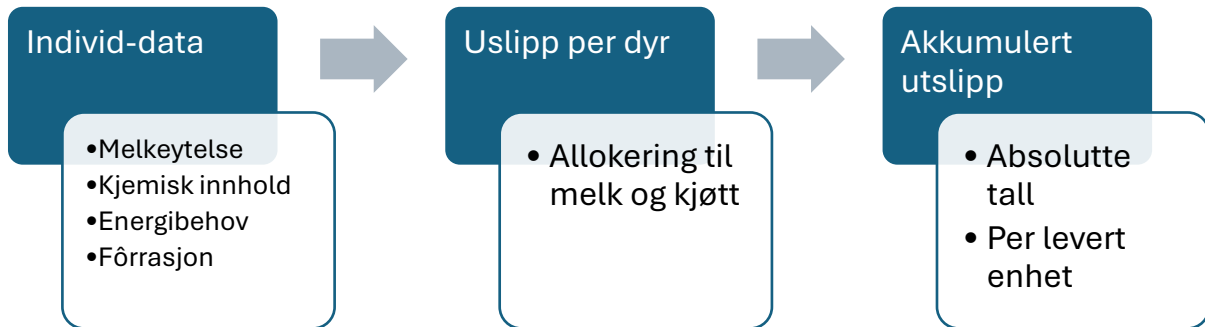 Individ-data
•Melkeytelse
•Kjemisk innhold
•Energibehov
•Fôrrasjon
Uslipp per dyr
• Allokering til
melk og kjøtt
Akkumulert
utslipp
• Absolutte
tall
• Per levert
enhet